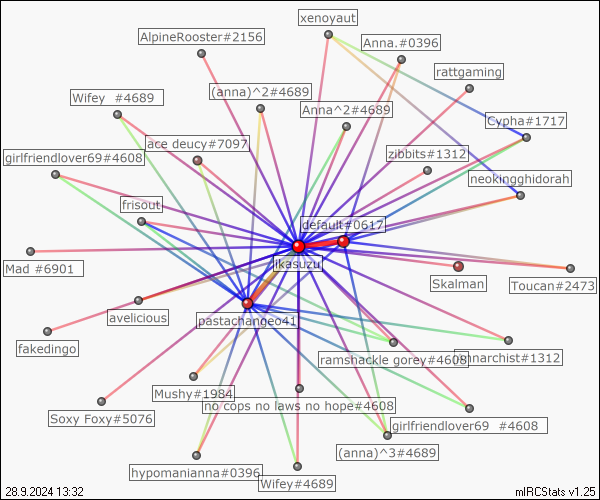 xenoyaut
AlpineRooster#2156
Anna.#0396
rattgaming
Wifey #4689
(anna)^2#4689
Anna^2#4689
Cypha#1717
ace deucy#7097
zibbits#1312
girlfriendlover69#4608
neokingghidorah
frisout
default#0617
ikasuzu
Mad #6901
Skalman
Toucan#2473
avelicious
pastachangeo41
fakedingo
ramshackle gorey#4608
Mushy#1984
no cops no laws no hope#4608
Soxy Foxy#5076
girlfriendlover69 #4608
(anna)^3#4689
hypomanianna#0396
Wifey#4689
28.9.2024 13:32
mIRCStats v1.25